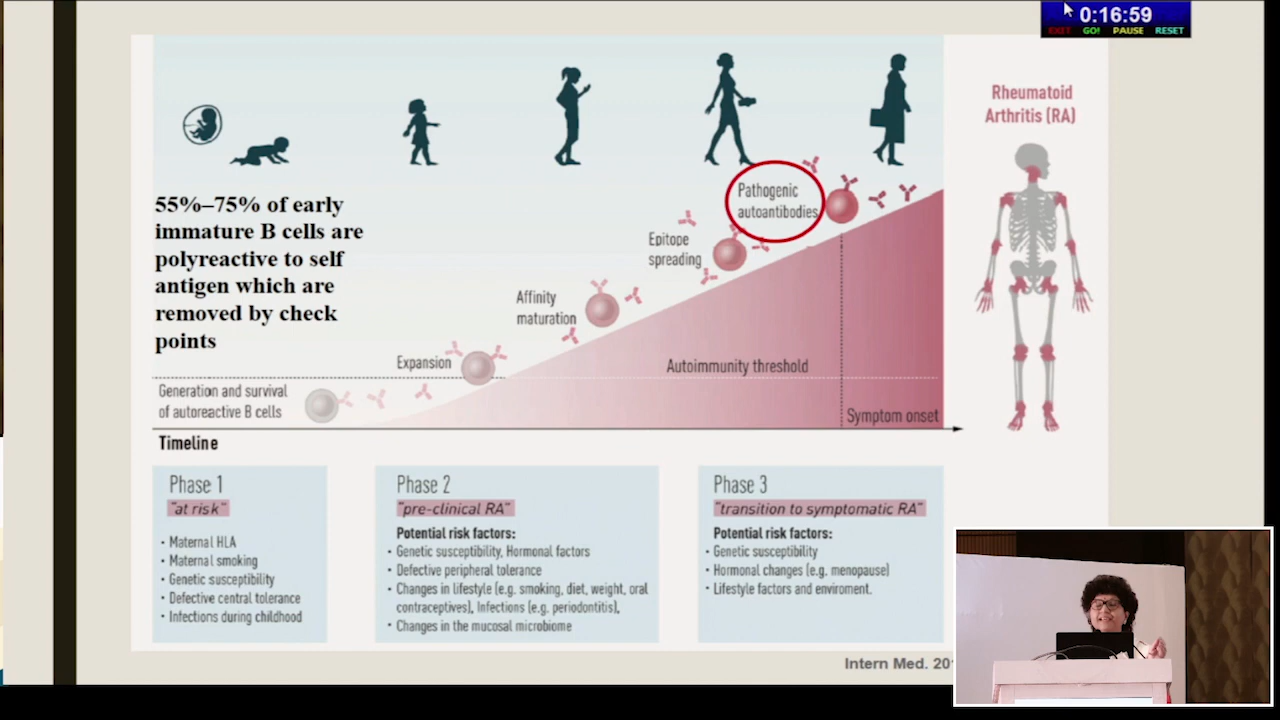 0:16:59
EXIT GO! PAUSE RESET
Rheumatoid
Arthritis (RA)
55%–75% of early
immature B cells are
polyreactive to self
antigen which are
removed by check
points
Pathogenic
autoantibodies
Epitope
spreading
Affinity
maturation
Expansion
Generation and survival
of autoreactive B cells
Autoimmunity threshold
Symptom onset
Timeline
Phase 1
"at risk"
• Maternal HLA
• Maternal smoking
• Genetic susceptibility
• Defective central tolerance
• Infections during childhood
Phase 2
"pre-clinical RA"
Potential risk factors:
• Genetic susceptibility, Hormonal factors
• Defective peripheral tolerance
• Changes in lifestyle (e.g. smoking, diet, weight, oral
contraceptives), Infections (e.g. periodontitis),
• Changes in the mucosal microbiome
Phase 3
"transition to symptomatic RA"
Potential risk factors:
• Genetic susceptibility
• Hormonal changes (e.g. menopause)
• Lifestyle factors and enviroment.
Intern Med.